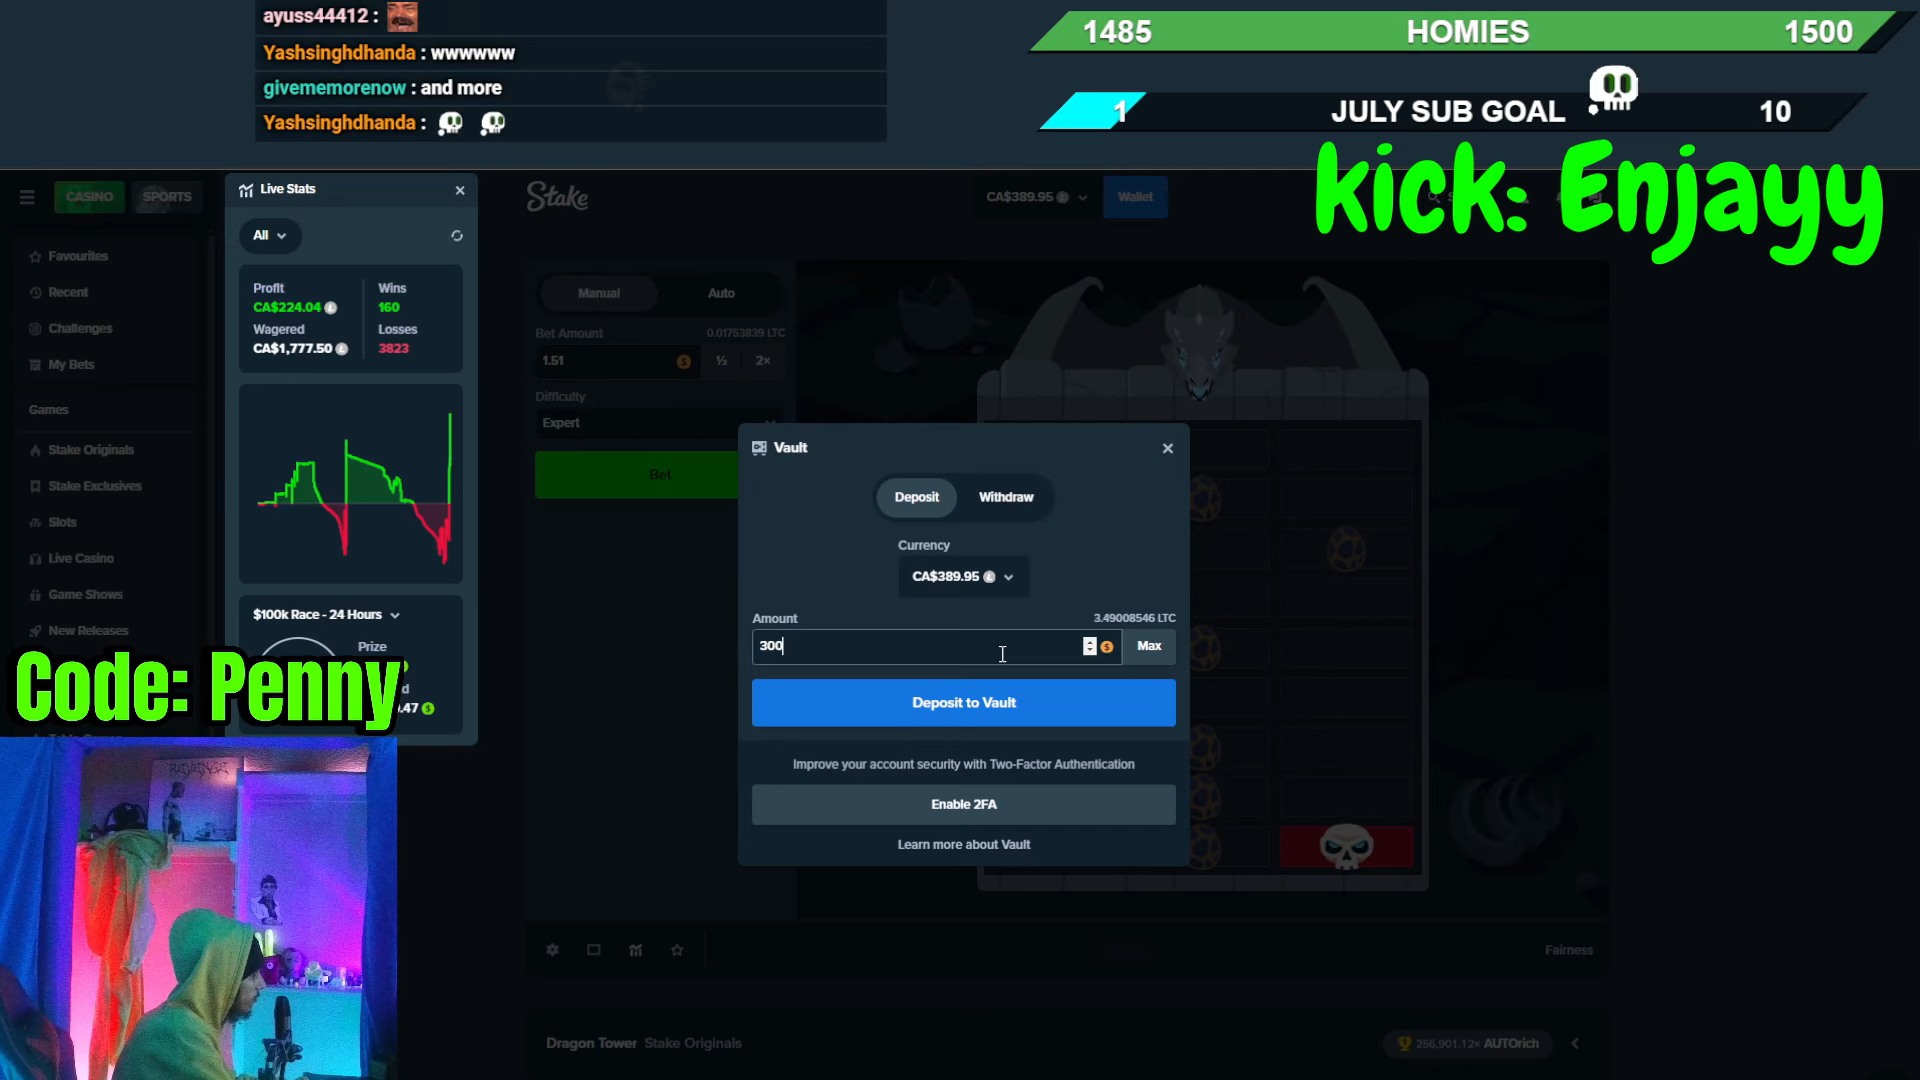 ayuss44412 :
Yashsinghdhanda : wwwwww
givememorenow : and more
Yashsinghdhanda :
1485 HOMIES 1500
1 JULY SUB GOAL 10
kick: Enjayy
CASINO SPORTS
Live Stats
Stake
CA$389.95
Wallet
All
Favourites
Recent
Challenges
My Bets
Games
Stake Originals
Stake Exclusives
Slots
Live Casino
Game Shows
New Releases
Profit Wins
CA$224.04 160
Wagered Losses
CA$1,777.50 3823
$100k Race - 24 Hours
Prize
.47
Code: Penny
Manual Auto
Bet Amount 0.01753839 LTC
1.51 ½ 2×
Difficulty
Expert
Bet
Vault
Deposit Withdraw
Currency
CA$389.95
Amount 3.49008546 LTC
300 Max
Deposit to Vault
Improve your account security with Two-Factor Authentication
Enable 2FA
Learn more about Vault
Fairness
Dragon Tower Stake Originals
256,901.12× AUTOrich